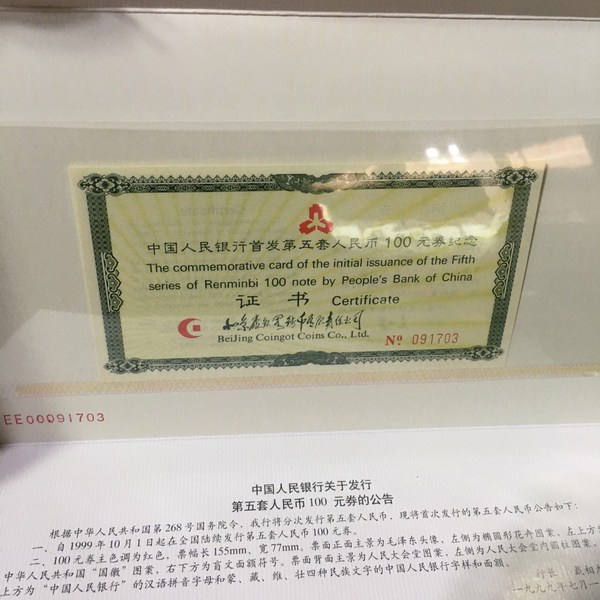 中国人民银行首发第五套人民币100元券纪念
The commemorative card of the initial issuance of the Fifth
series of Renminbi 100 note by People's Bank of China
证 书 Certificate
BeiJing Coingot Coins Co., Ltd.
Nº 091703
EE00091703
中国人民银行关于发行
第五套人民币100 元券的公告
根据中华人民共和国第268号国务院令，我行将分次发行第五套人民币，现将首次发行的第五套人民币公告如下：
一、自1999年10月1日起在全国陆续发行第五套人民币100元券。
二、100元券主色调为红色，票幅长155mm，宽77mm。票面正面主景为毛泽东头像，左侧为椭圆形花卉图案，左上方为
中华人民共和国“国徽”图案，右下方为盲文面额符号。票面背面主景为人民大会堂图案，左侧为人民大会堂内圆柱图案，
上方为“中国人民银行”的汉语拼音字母和蒙、藏、维、壮四种民族文字的中国人民银行字样和面额。
行长
一九九九年七月一